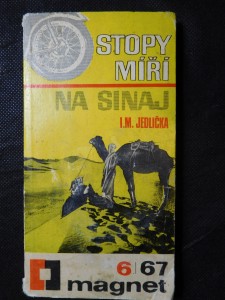 STOPY
MÍŘÍ
NA SINAJ
I.M. JEDLIČKA
6 67
magnet